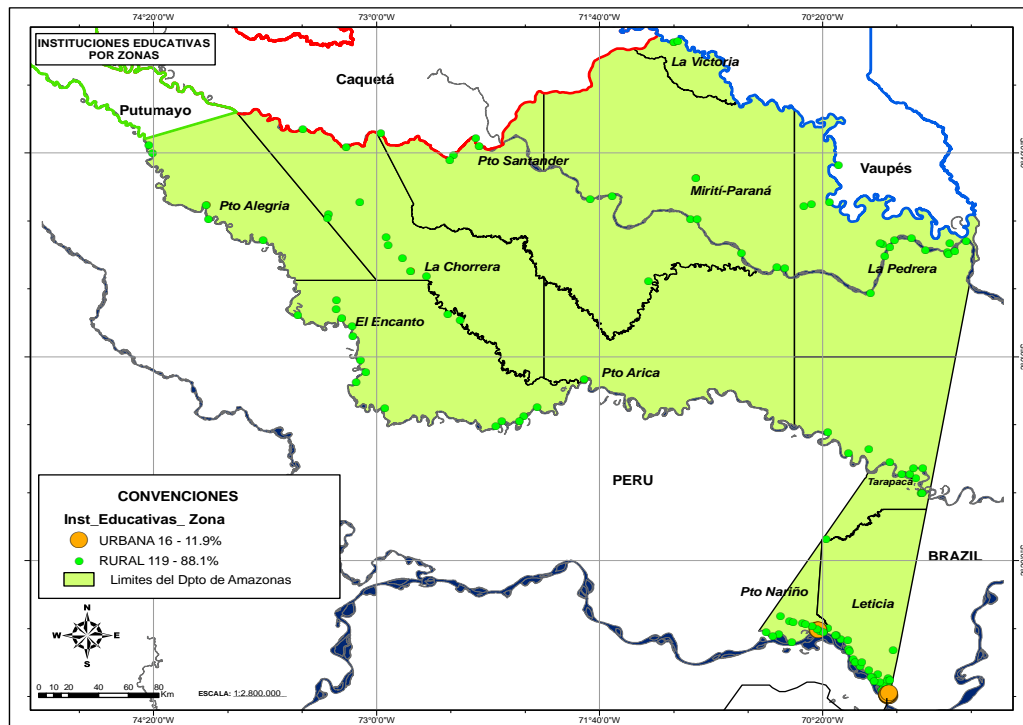 74°20'0"W
73°0'0"W
71°40'0"W
70°20'0"W
INSTITUCIONES EDUCATIVAS
POR ZONAS
La Victoria
Caquetá
Putumayo
Pto Santander
Vaupés
Mirití-Paraná
Pto Alegria
La Chorrera
La Pedrera
El Encanto
Pto Arica
PERU
Tarapacá
CONVENCIONES
Inst_Educativas_ Zona
URBANA 16 - 11.9%
RURAL 119 - 88.1%
Limites del Dpto de Amazonas
BRAZIL
Pto Nariño
Leticia
N
W E
S
0 10 20 40 60 80
Km
ESCALA: 1:2.800.000
74°20'0"W
73°0'0"W
71°40'0"W
70°20'0"W